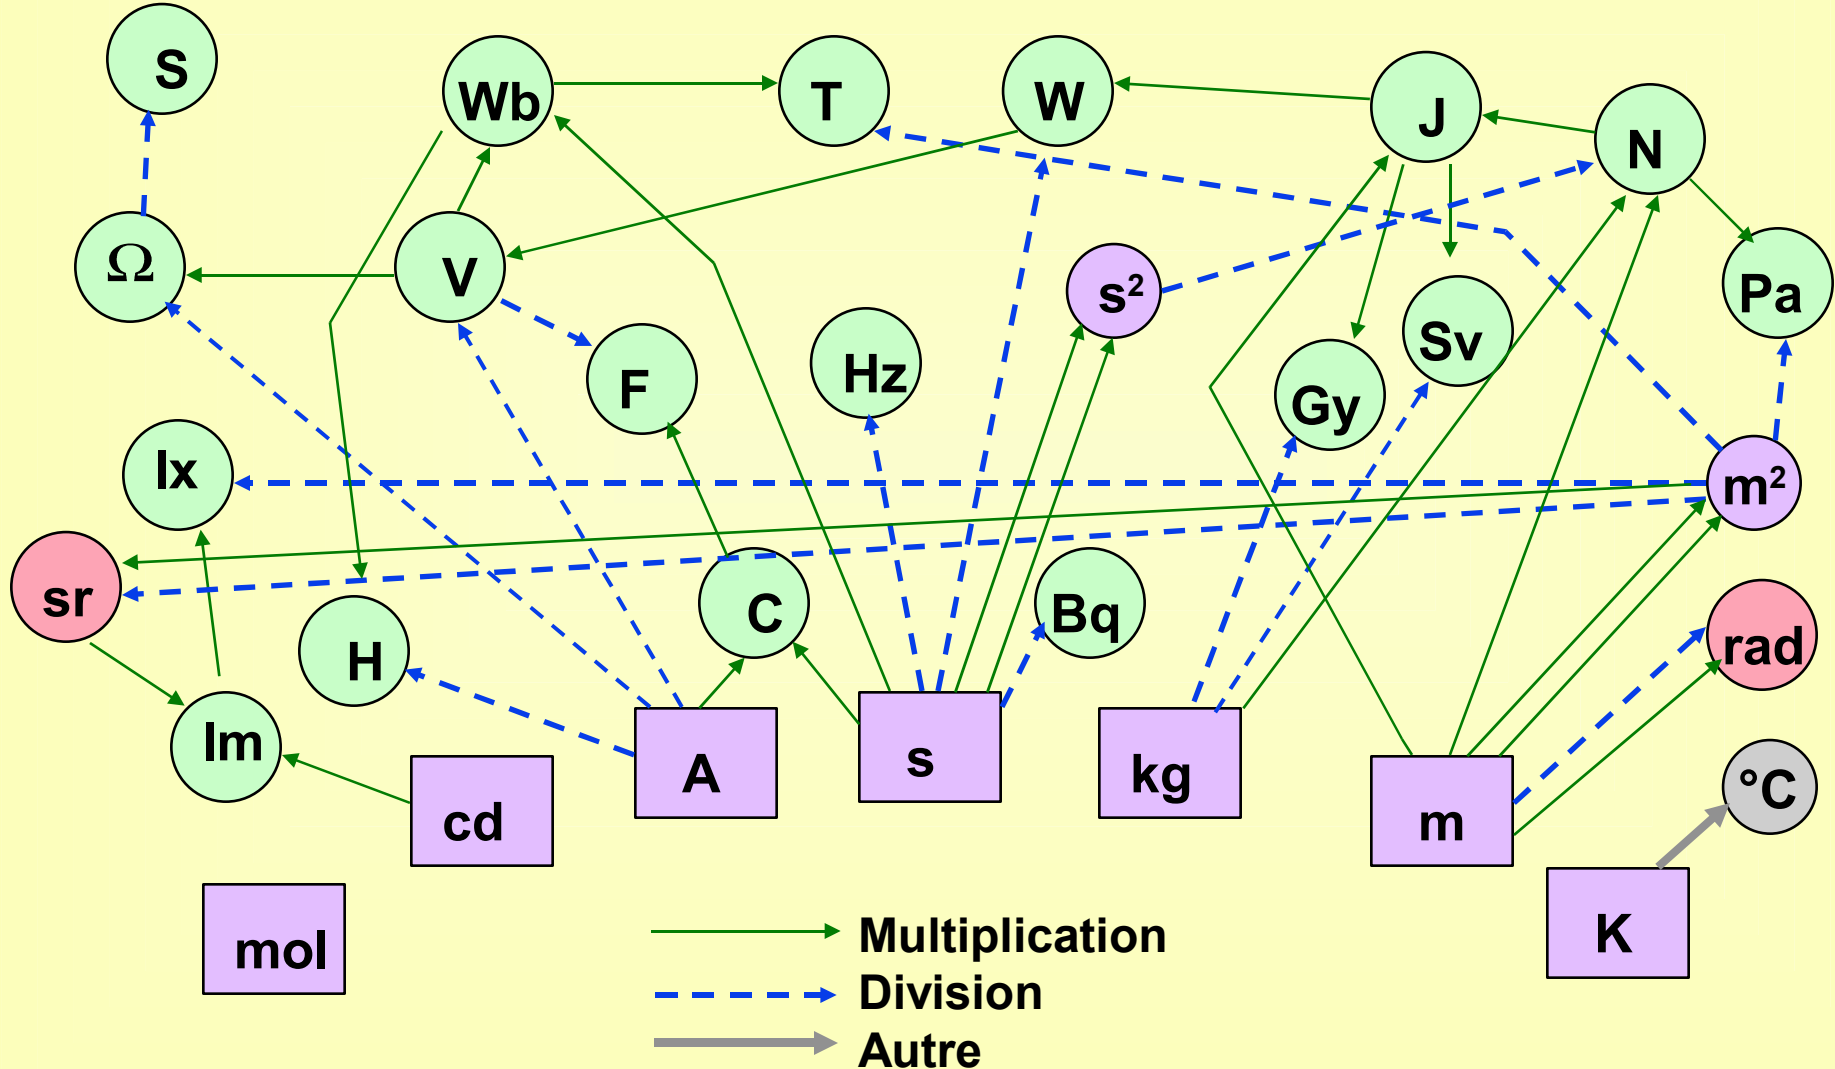 S
Wb
T
W
J
N
Ω
V
s²
Pa
F
Hz
Sv
Gy
lx
m²
sr
H
C
Bq
rad
lm
cd
A
s
kg
m
°C
mol
K
Multiplication
Division
Autre